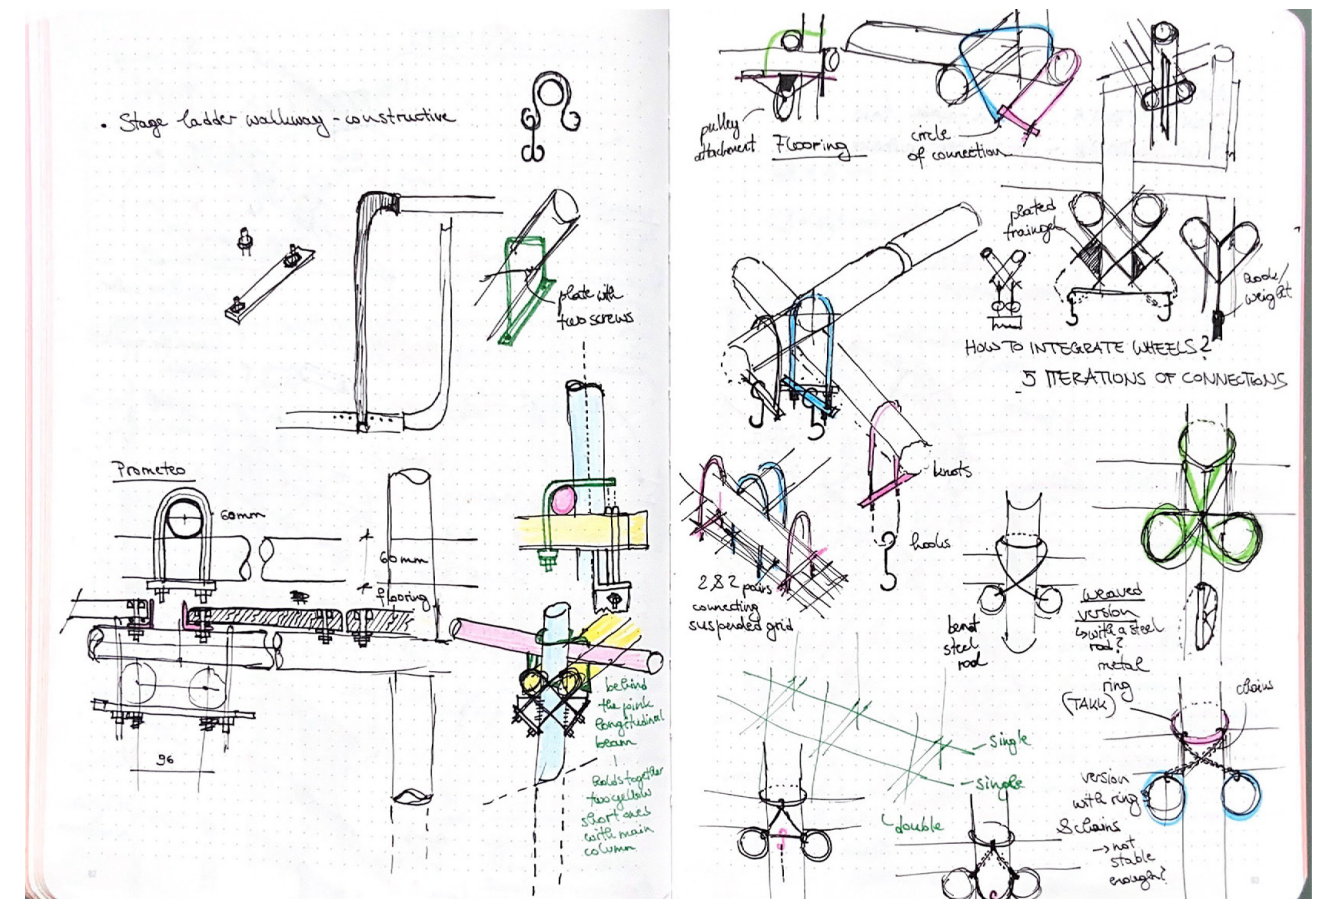 • Stage ladder walkway - constructive
plate with
two screws
Prometeo
60mm
60mm
flooring
96
behind
the pink
longitudinal
beam
holds together
two yellow
short ones
with main
column
82
pulley
attachment
Flooring
circle
of connection
plated
hook/
weight
HOW TO INTEGRATE WHEELS?
5 ITERATIONS OF CONNECTIONS
knots
hooks
2 & 2 pairs
connecting
suspended grid
steel
rod
weaved
version
↳ with a steel
rod?
metal
ring
(TAKK)
chains
single
single
double
version
with ring
& chains
→ not
stable
enough?
83